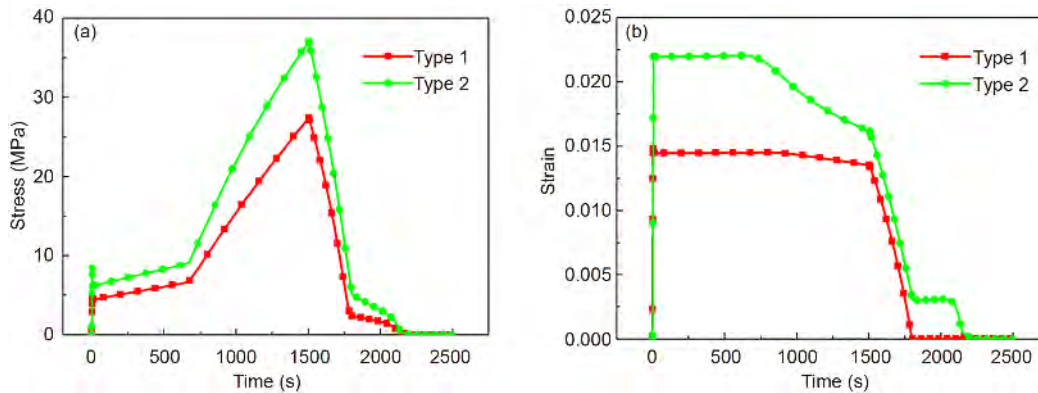 (a)
Type 1
Type 2
Stress (MPa)
40
30
20
10
0
0 500 1000 1500 2000 2500
Time (s)
(b)
Type 1
Type 2
Strain
0.025
0.020
0.015
0.010
0.005
0.000
0 500 1000 1500 2000 2500
Time (s)